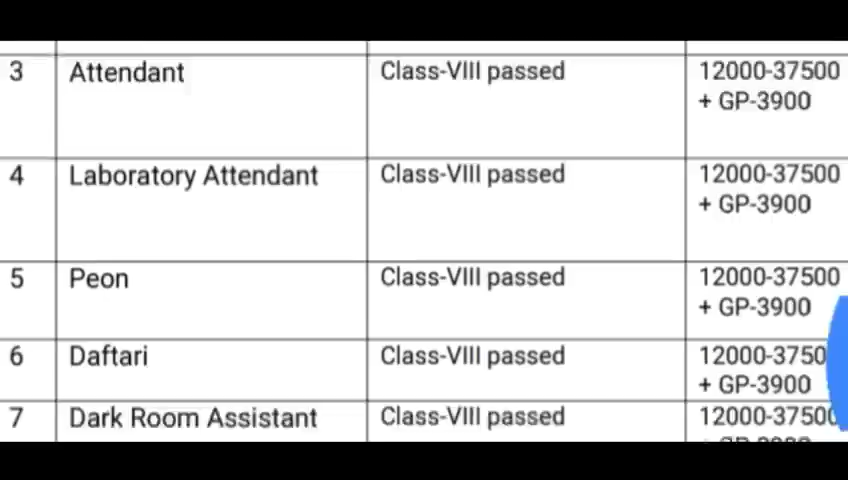 3 Attendant Class-VIII passed 12000-37500
+ GP-3900
4 Laboratory Attendant Class-VIII passed 12000-37500
+ GP-3900
5 Peon Class-VIII passed 12000-37500
+ GP-3900
6 Daftari Class-VIII passed 12000-3750
+ GP-3900
7 Dark Room Assistant Class-VIII passed 12000-37500